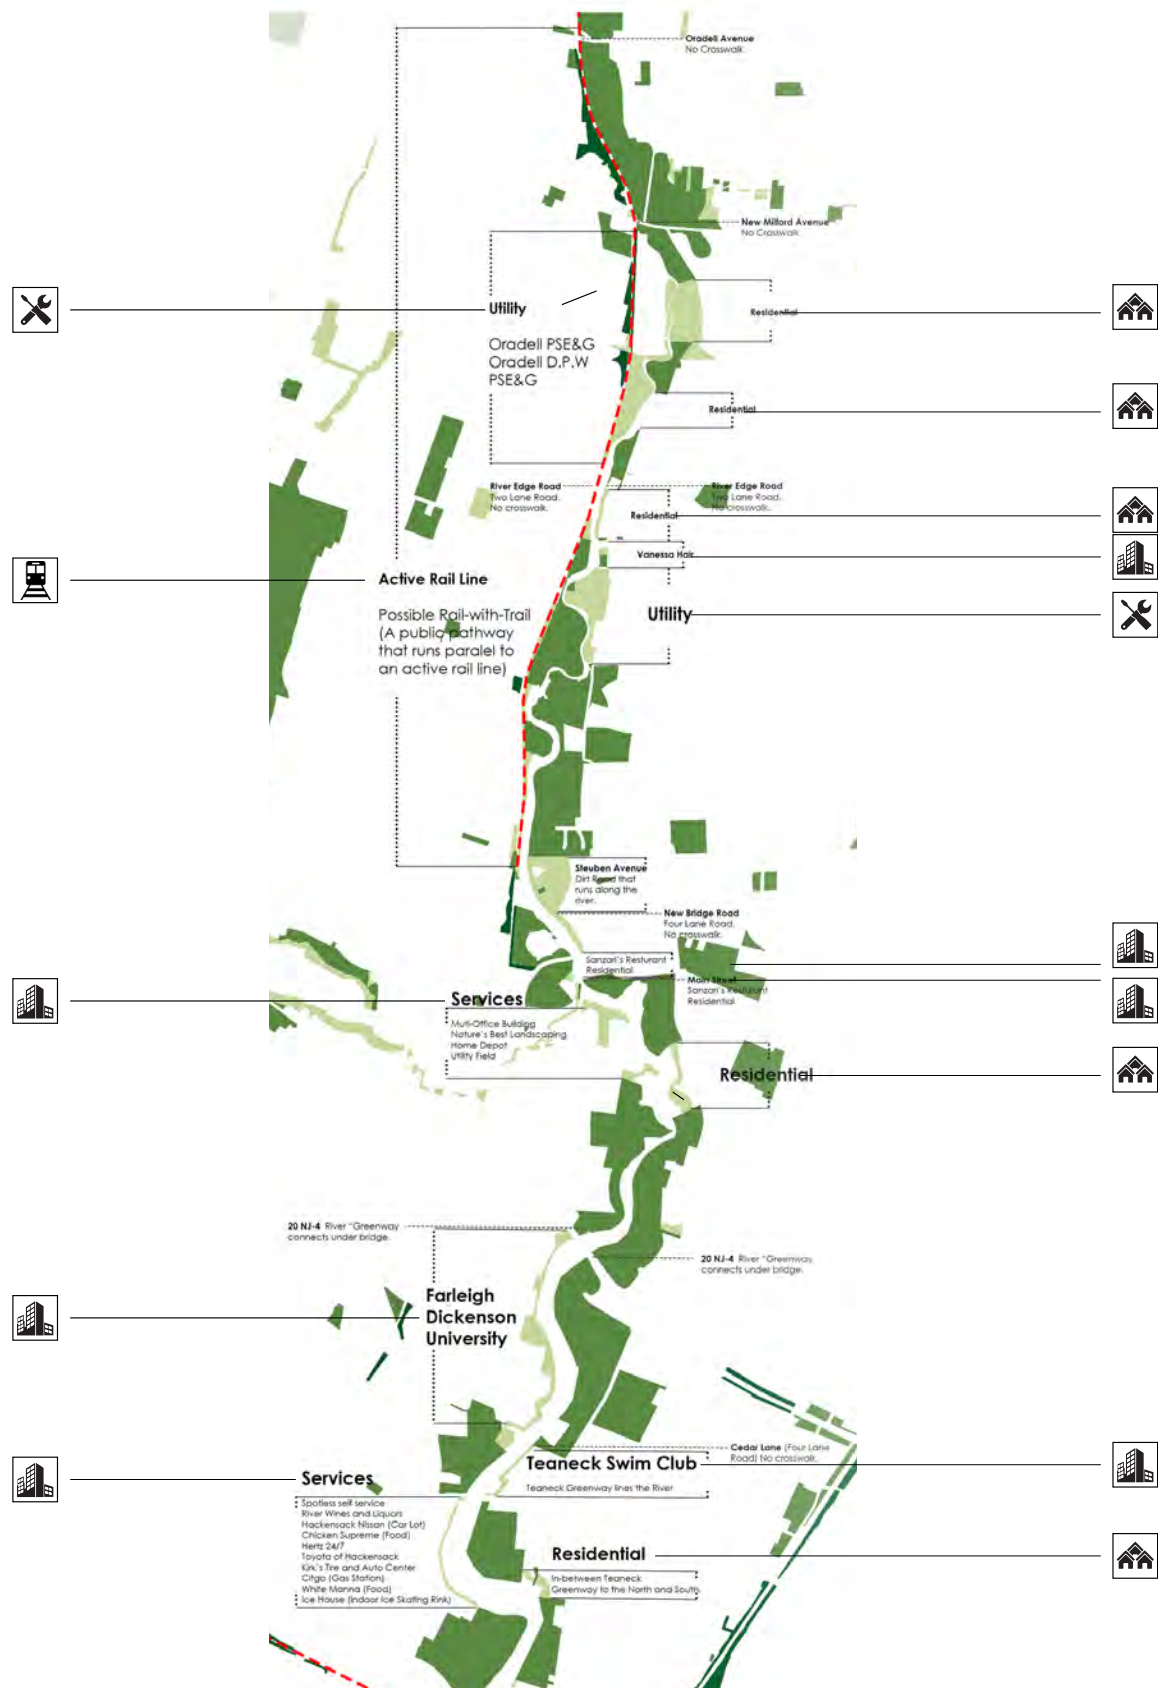 Oradell Avenue
No Crosswalk.
New Milford Avenue
No Crosswalk.
Utility
Oradell PSE&G
Oradell D.P.W
PSE&G
Residential
Residential
River Edge Road
Two Lane Road.
No crosswalk.
River Edge Road
Two Lane Road.
No crosswalk.
Residential
Vanessa Hair
Active Rail Line
Possible Rail-with-Trail
(A public pathway
that runs paralel to
an active rail line)
Utility
Steuben Avenue
Dirt Road that
runs along the
river.
New Bridge Road
Four Lane Road.
No crosswalk.
Sanzari's Resturant
Residential
Main Street
Sanzari's Resturant
Residential
Services
Muti-Office Building
Nature's Best Landscaping
Home Depot
Utility Field
Residential
20 NJ-4 River "Greenway
connects under bridge.
20 NJ-4 River "Greenway
connects under bridge.
Farleigh
Dickenson
University
Cedar Lane (Four Lane
Road) No crosswalk.
Teaneck Swim Club
Teaneck Greenway lines the River
Services
Spotless self service
River Wines and Liquors
Hackensack Nissan (Car Lot)
Chicken Supreme (Food)
Hertz 24/7
Toyota of Hackensack
Kirk's Tire and Auto Center
Citgo (Gas Station)
White Manna (Food)
Ice House (Indoor Ice Skating Rink)
Residential
In-between Teaneck
Greenway to the North and South.